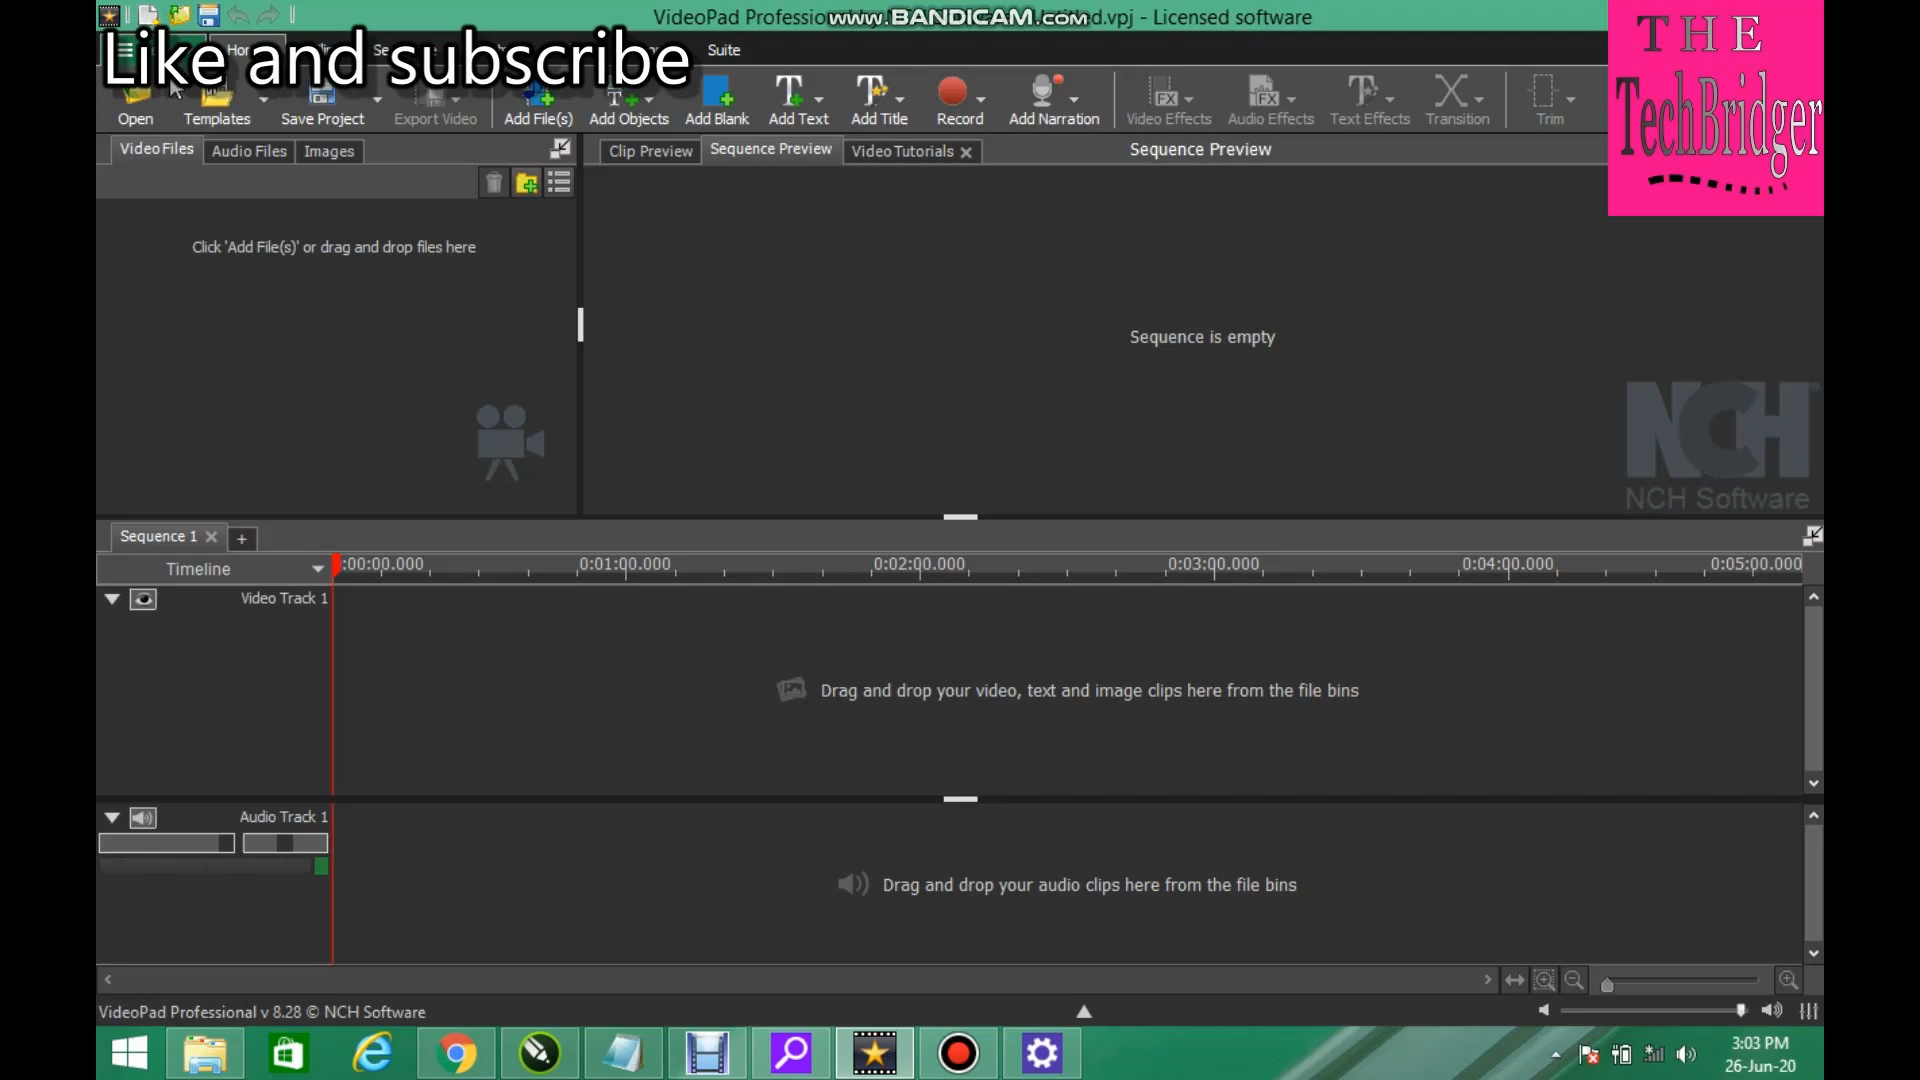 VideoPad Profession www.BANDICAM.com d.vpj - Licensed software
Like and subscribe
Suite
THE
TechBridger
Open Templates Save Project Export Video Add File(s) Add Objects Add Blank Add Text Add Title Record Add Narration Video Effects Audio Effects Text Effects Transition Trim
Video Files Audio Files Images
Clip Preview Sequence Preview Video Tutorials Sequence Preview
Click 'Add File(s)' or drag and drop files here
Sequence is empty
NCH
NCH Software
Sequence 1
Timeline :00:00.000 0:01:00.000 0:02:00.000 0:03:00.000 0:04:00.000 0:05:00.000
Video Track 1
Drag and drop your video, text and image clips here from the file bins
Audio Track 1
Drag and drop your audio clips here from the file bins
VideoPad Professional v 8.28 © NCH Software
3:03 PM
26-Jun-20